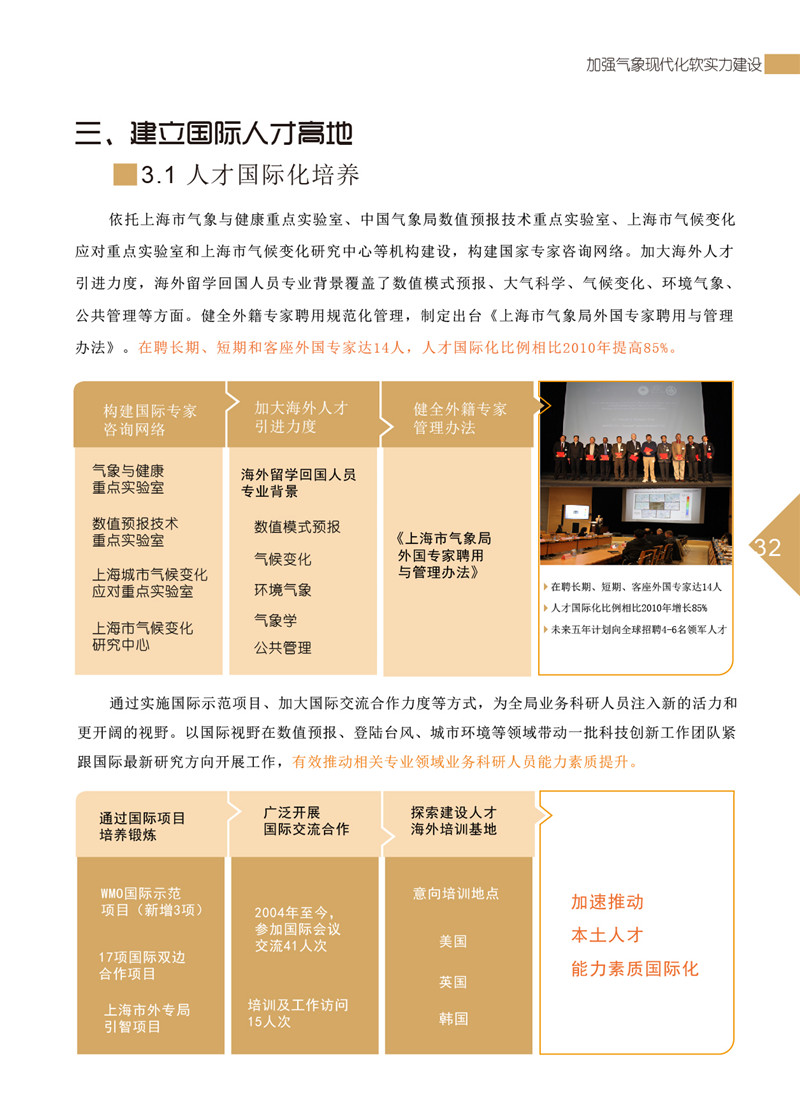 加强气象现代化软实力建设
三、建立国际人才高地
3.1 人才国际化培养
依托上海市气象与健康重点实验室、中国气象局数值预报技术重点实验室、上海市气候变化
应对重点实验室和上海市气候变化研究中心等机构建设，构建国家专家咨询网络。加大海外人才
引进力度，海外留学回国人员专业背景覆盖了数值模式预报、大气科学、气候变化、环境气象、
公共管理等方面。健全外籍专家聘用规范化管理，制定出台《上海市气象局外国专家聘用与管理
办法》。在聘长期、短期和客座外国专家达14人，人才国际化比例相比2010年提高85%。
构建国际专家
咨询网络
气象与健康
重点实验室
数值预报技术
重点实验室
上海城市气候变化
应对重点实验室
上海市气候变化
研究中心
加大海外人才
引进力度
海外留学回国人员
专业背景
数值模式预报
气候变化
环境气象
气象学
公共管理
健全外籍专家
管理办法
《上海市气象局
外国专家聘用
与管理办法》
在聘长期、短期、客座外国专家达14人
人才国际化比例相比2010年增长85%
未来五年计划向全球招聘4-6名领军人才
32
通过实施国际示范项目、加大国际交流合作力度等方式，为全局业务科研人员注入新的活力和
更开阔的视野。以国际视野在数值预报、登陆台风、城市环境等领域带动一批科技创新工作团队紧
跟国际最新研究方向开展工作，有效推动相关专业领域业务科研人员能力素质提升。
通过国际项目
培养锻炼
WMO国际示范
项目（新增3项）
17项国际双边
合作项目
上海市外专局
引智项目
广泛开展
国际交流合作
2004年至今，
参加国际会议
交流41人次
培训及工作访问
15人次
探索建设人才
海外培训基地
意向培训地点
美国
英国
韩国
加速推动
本土人才
能力素质国际化